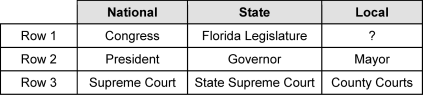 National State Local
Row 1 Congress Florida Legislature ?
Row 2 President Governor Mayor
Row 3 Supreme Court State Supreme Court County Courts